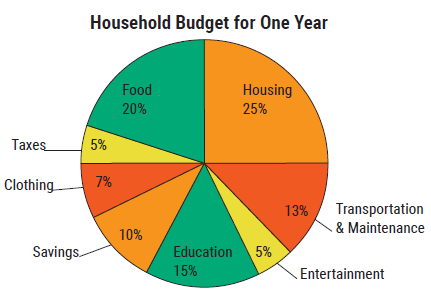 Household Budget for One Year
Food
20%
Housing
25%
Taxes
5%
Clothing
7%
13%
Transportation
& Maintenance
Savings
10%
Education
15%
5%
Entertainment